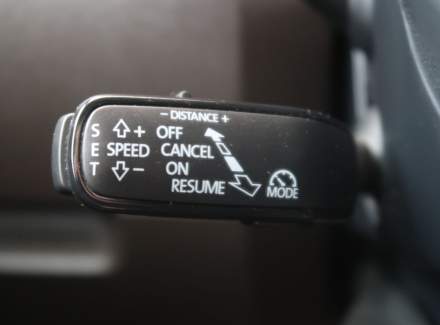 - DISTANCE +
S ⇧ + OFF
E SPEED CANCEL
T ⇩ - ON
RESUME
MODE